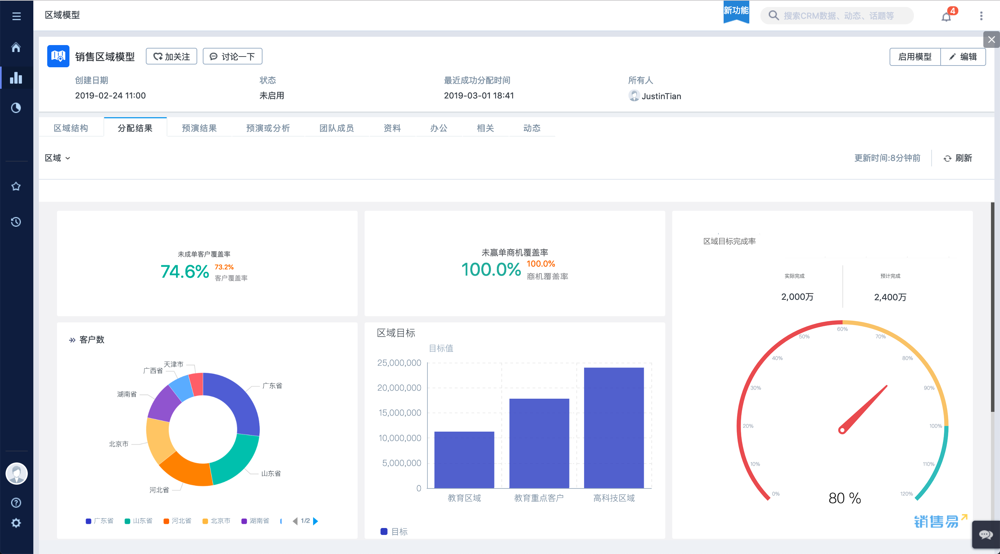 区域模型
新功能
搜索CRM数据、动态、话题等
4
销售区域模型
加关注
讨论一下
启用模型
编辑
创建日期
状态
最近成功分配时间
所有人
2019-02-24 11:00
未启用
2019-03-01 18:41
JustinTian
区域结构
分配结果
预演结果
预演或分析
团队成员
资料
办公
相关
动态
区域
更新时间:8分钟前
刷新
未成单客户覆盖率
74.6%
73.2%
客户覆盖率
未赢单商机覆盖率
100.0%
100.0%
商机覆盖率
区域目标完成率
实际完成
预计完成
2,000万
2,400万
0%
10%
20%
30%
40%
50%
60%
70%
80%
90%
100%
110%
120%
80 %
客户数
天津市
广西省
广东省
湖南省
北京市
山东省
河北省
广东省
山东省
河北省
北京市
湖南省
1/2
区域目标
目标值
25,000,000
20,000,000
15,000,000
10,000,000
5,000,000
0
教育区域
教育重点客户
高科技区域
目标
销售易